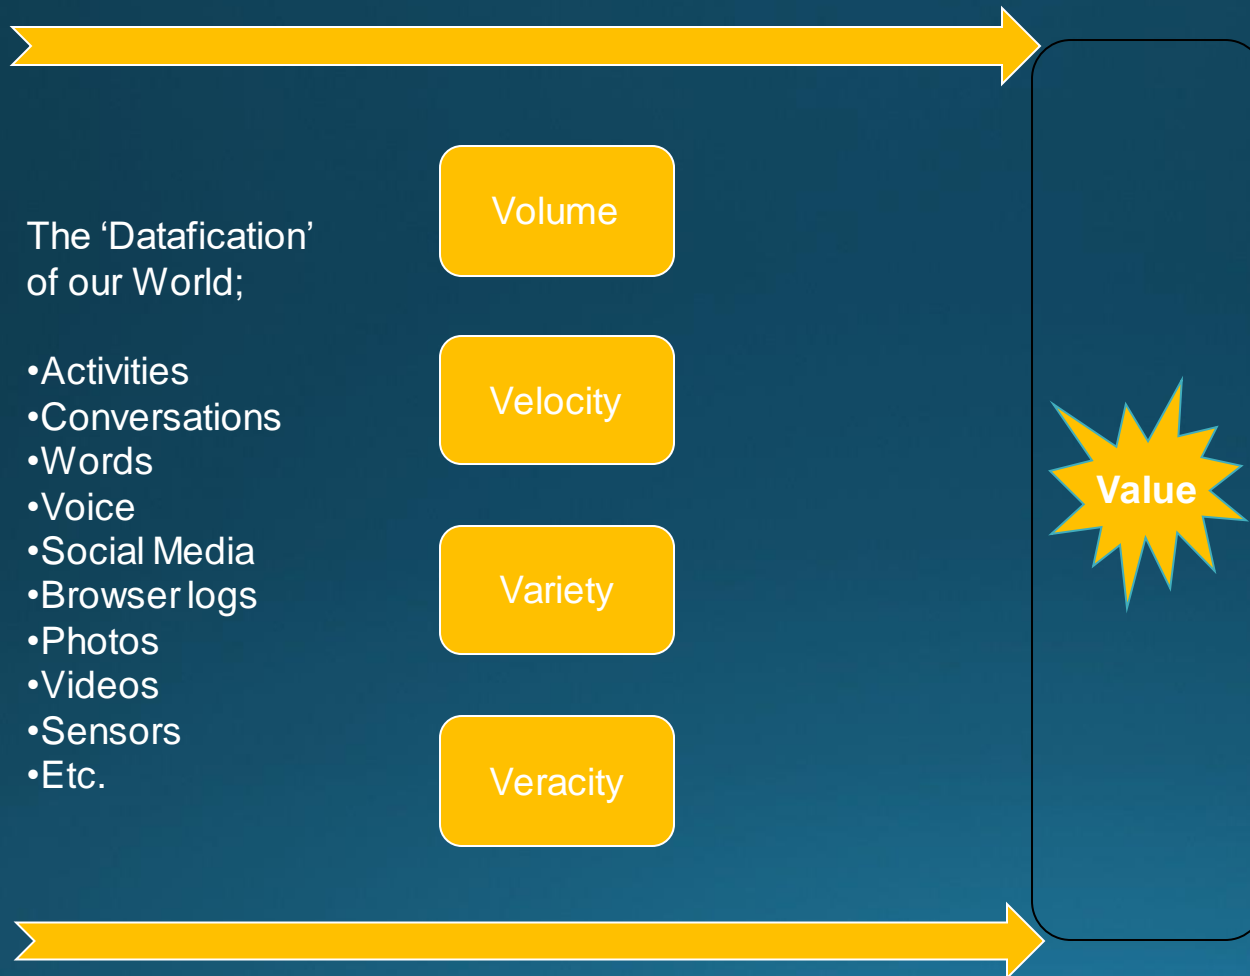 The ‘Datafication’
of our World;
•Activities
•Conversations
•Words
•Voice
•Social Media
•Browser logs
•Photos
•Videos
•Sensors
•Etc.
Volume
Velocity
Variety
Veracity
Value